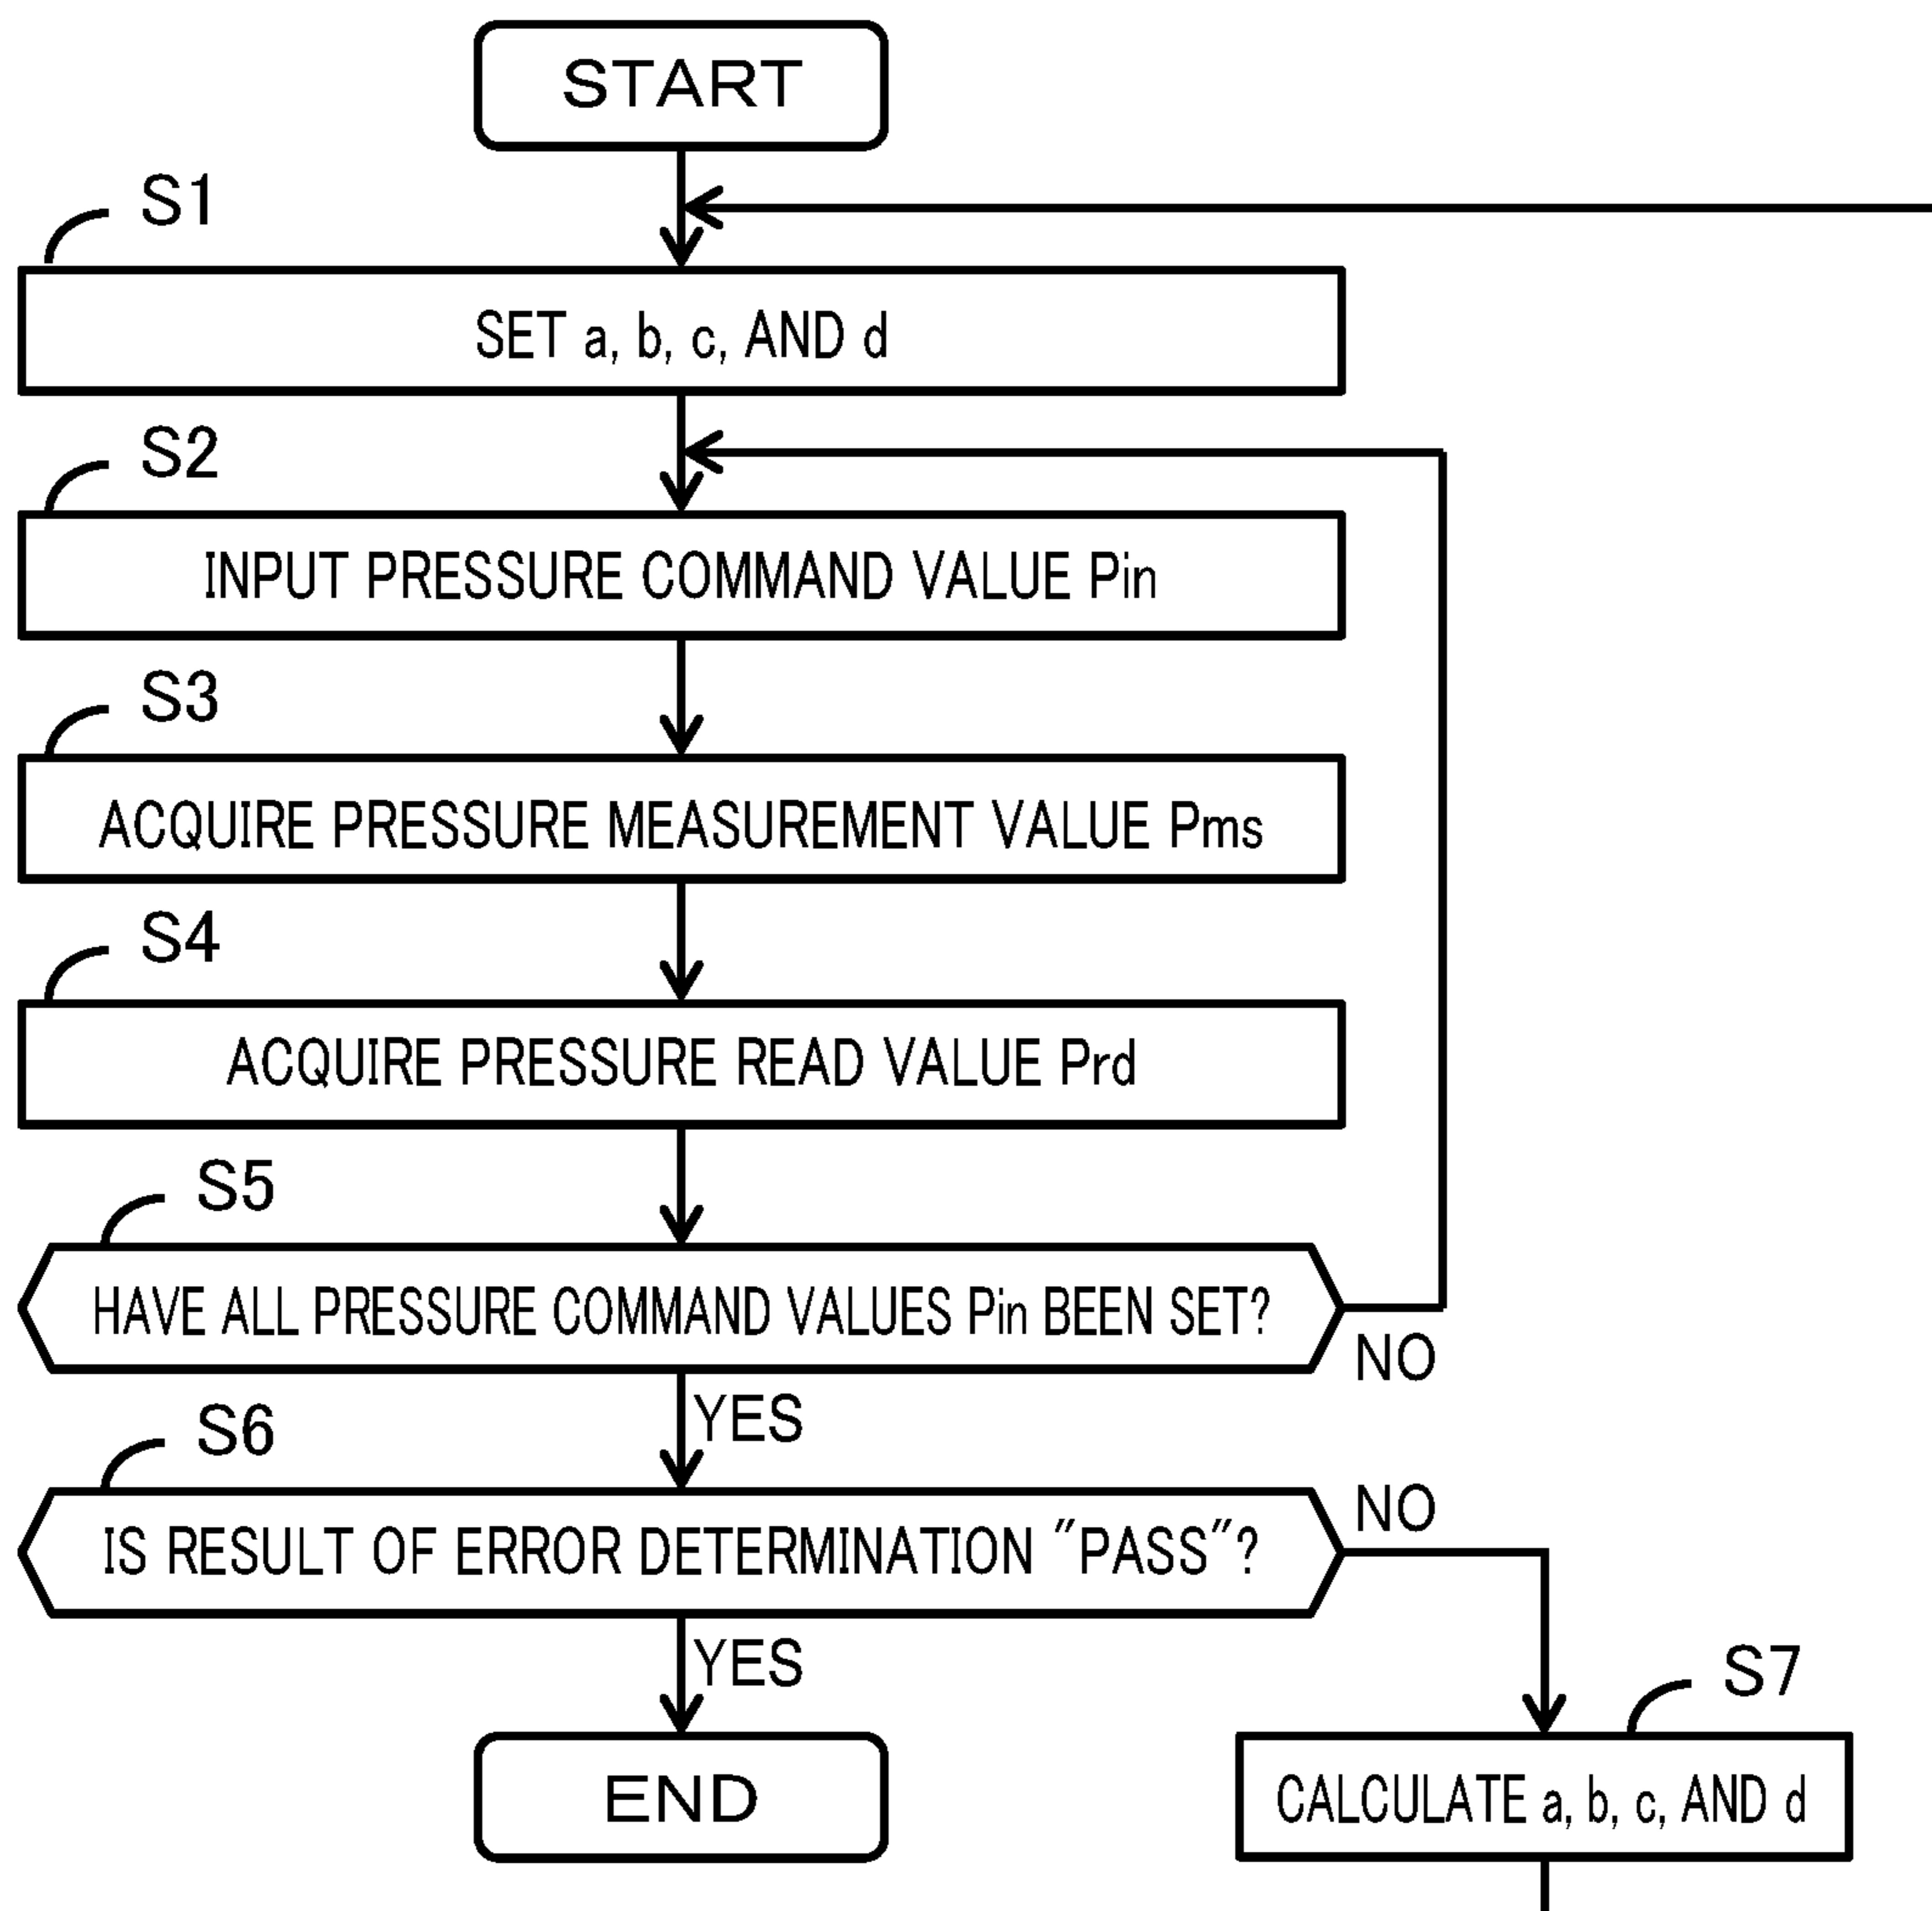 START
S1
SET a, b, c, AND d
S2
INPUT PRESSURE COMMAND VALUE Pin
S3
ACQUIRE PRESSURE MEASUREMENT VALUE Pms
S4
ACQUIRE PRESSURE READ VALUE Prd
S5
HAVE ALL PRESSURE COMMAND VALUES Pin BEEN SET?
NO
YES
S6
IS RESULT OF ERROR DETERMINATION "PASS"?
NO
YES
S7
END
CALCULATE a, b, c, AND d